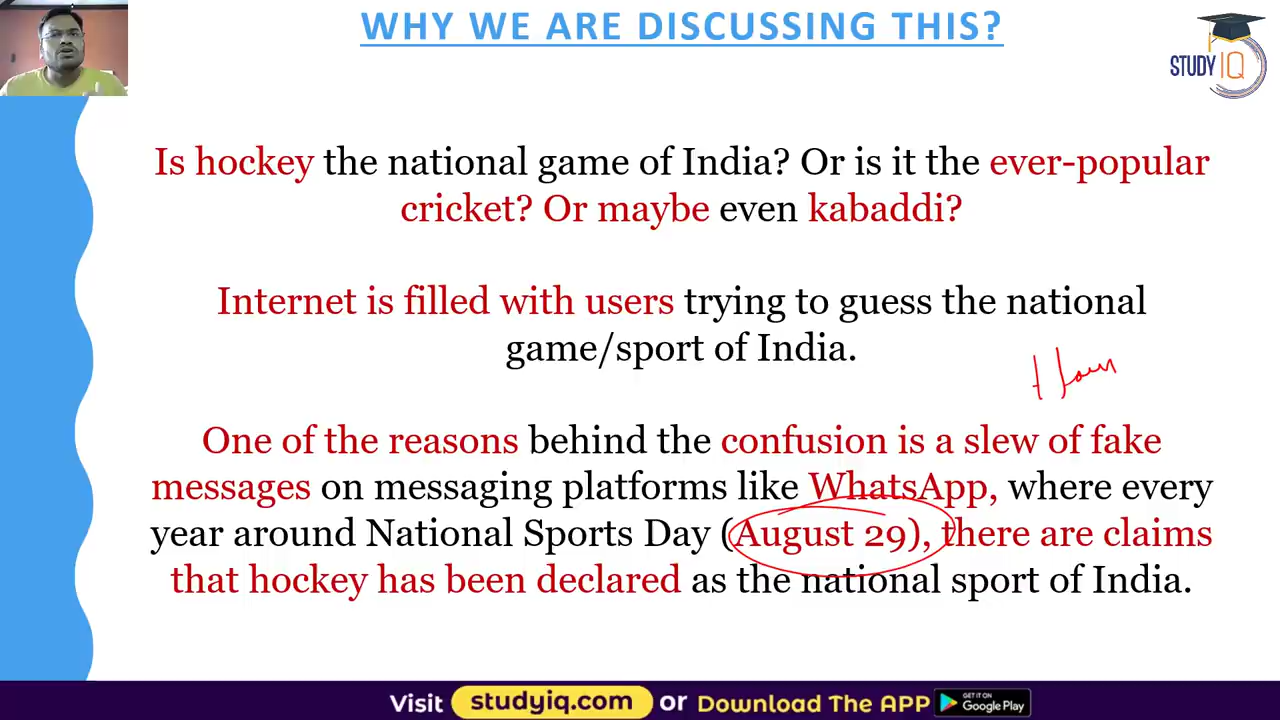 WHY WE ARE DISCUSSING THIS?
STUDY IQ
Is hockey the national game of India? Or is it the ever-popular
cricket? Or maybe even kabaddi?
Internet is filled with users trying to guess the national
game/sport of India.
One of the reasons behind the confusion is a slew of fake
messages on messaging platforms like WhatsApp, where every
year around National Sports Day (August 29), there are claims
that hockey has been declared as the national sport of India.
Visit studyiq.com or Download The APP GET IT ON Google Play